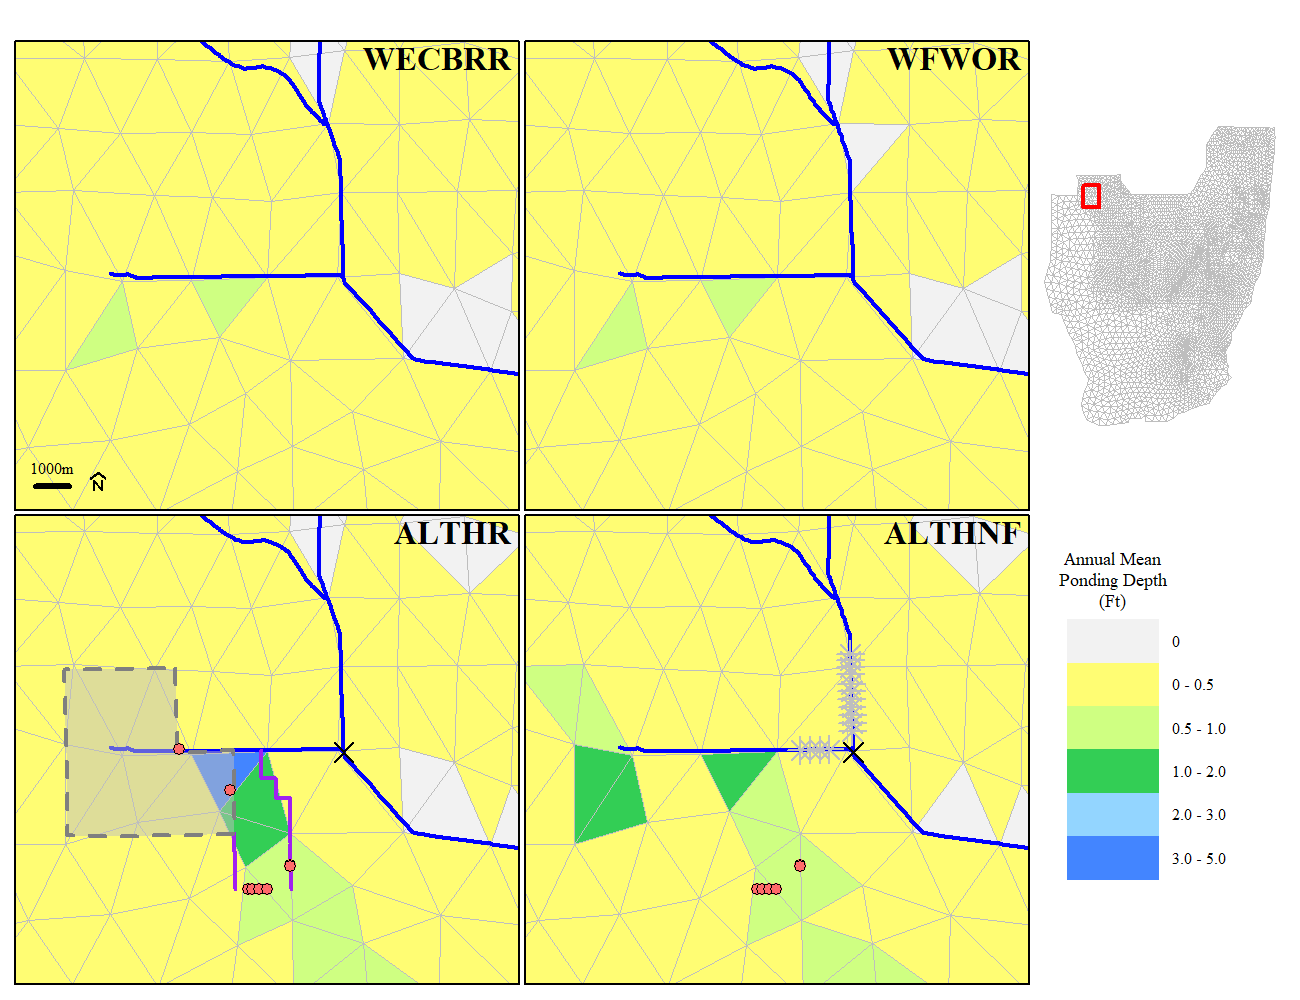 WECBRR
WFWOR
1000m
N
ALTHR
ALTHNF
Annual Mean
Ponding Depth
(Ft)
0
0 - 0.5
0.5 - 1.0
1.0 - 2.0
2.0 - 3.0
3.0 - 5.0